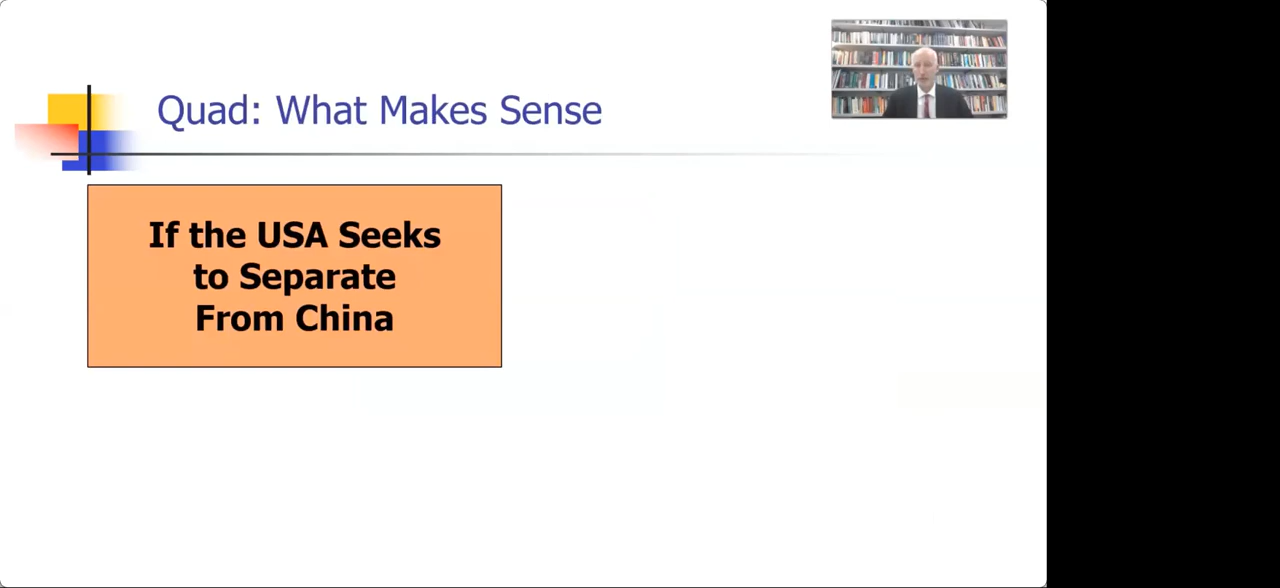 Quad: What Makes Sense
If the USA Seeks
to Separate
From China